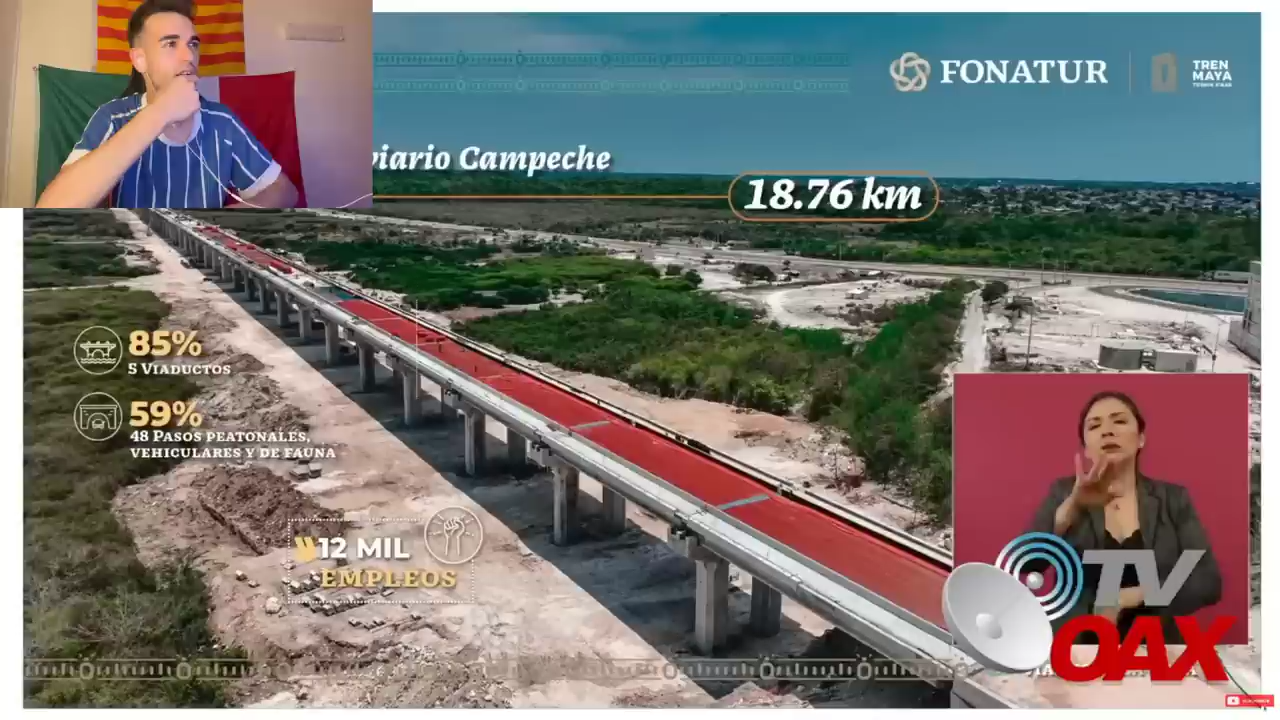 FONATUR
TREN
MAYA
viario Campeche
18.76 km
85%
5 VIADUCTOS
59%
48 PASOS PEATONALES,
VEHICULARES Y DE FAUNA
12 MIL
EMPLEOS
TV
OAX